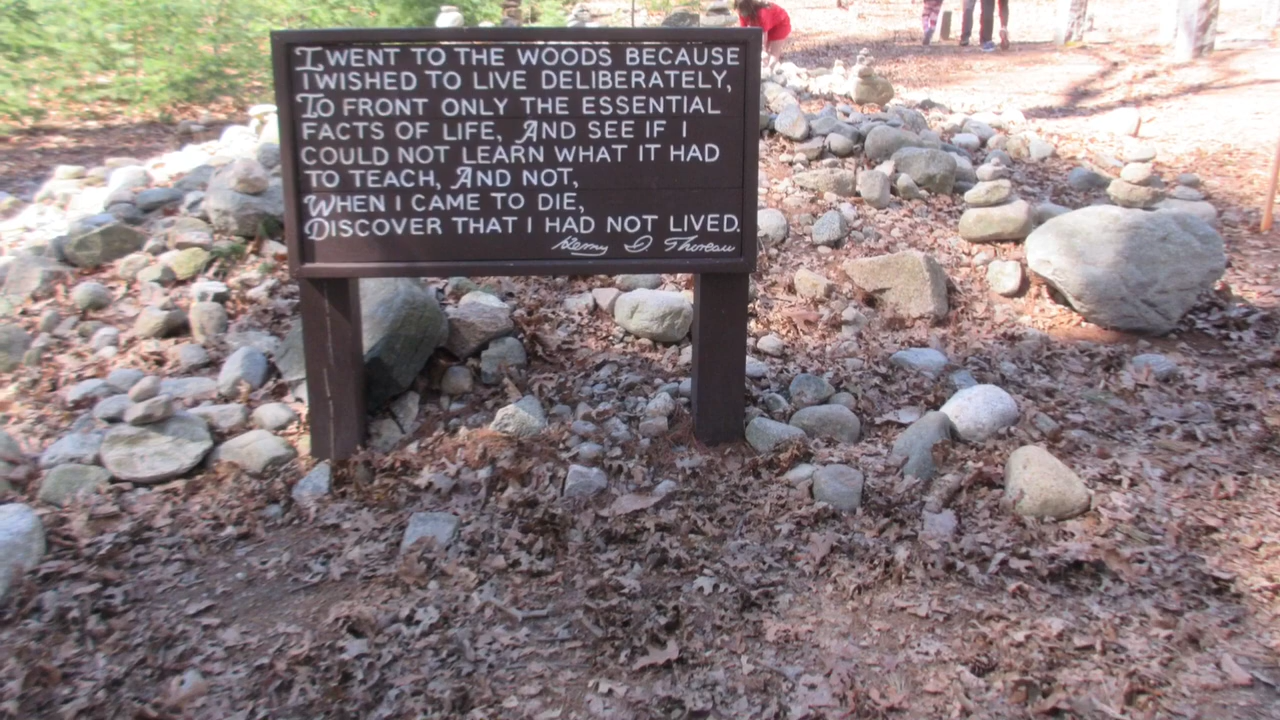 I WENT TO THE WOODS BECAUSE
I WISHED TO LIVE DELIBERATELY,
TO FRONT ONLY THE ESSENTIAL
FACTS OF LIFE, AND SEE IF I
COULD NOT LEARN WHAT IT HAD
TO TEACH, AND NOT,
WHEN I CAME TO DIE,
DISCOVER THAT I HAD NOT LIVED.
Henry D. Thoreau